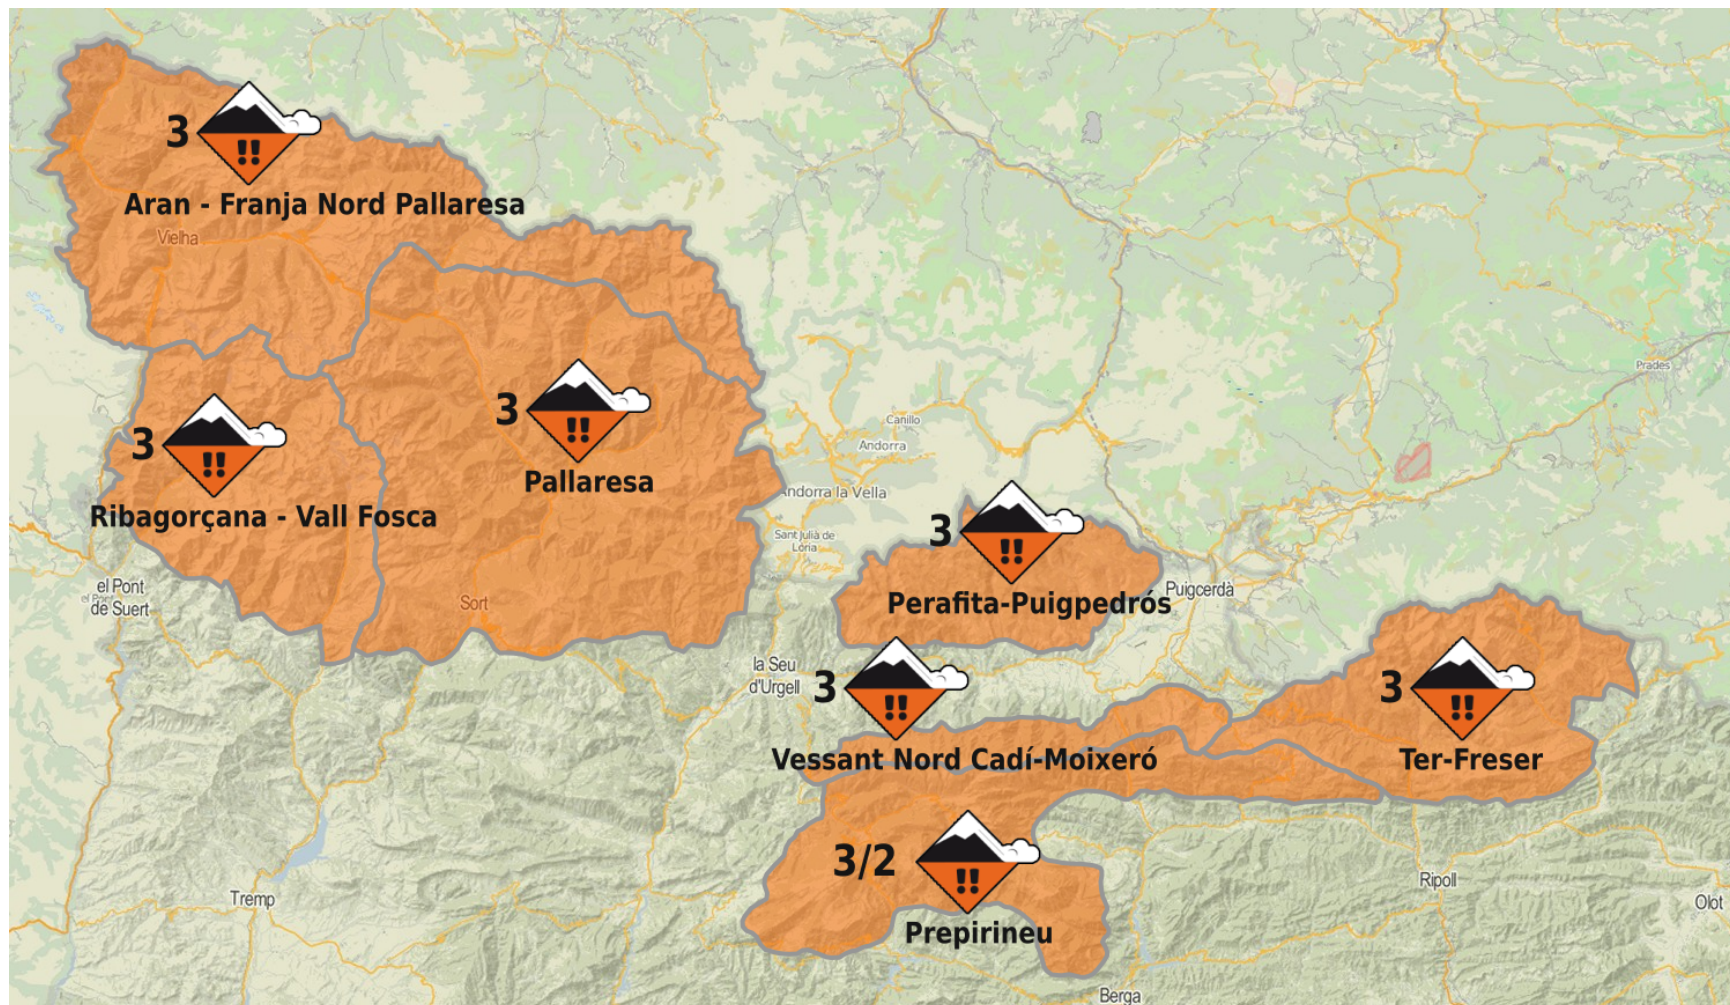 3
!!
Aran - Franja Nord Pallaresa
Vielha
Prades
3
!!
Pallaresa
3
!!
Ribagorçana - Vall Fosca
Canillo
Andorra
Andorra la Vella
Sant Julià de
Lòria
3
!!
Perafita-Puigpedrós
Puigcerdà
el Pont
de Suert
Sort
la Seu
d'Urgell
3
!!
Vessant Nord Cadí-Moixeró
3
!!
Ter-Freser
3/2
!!
Prepirineu
Tremp
Ripoll
Olot
Berga